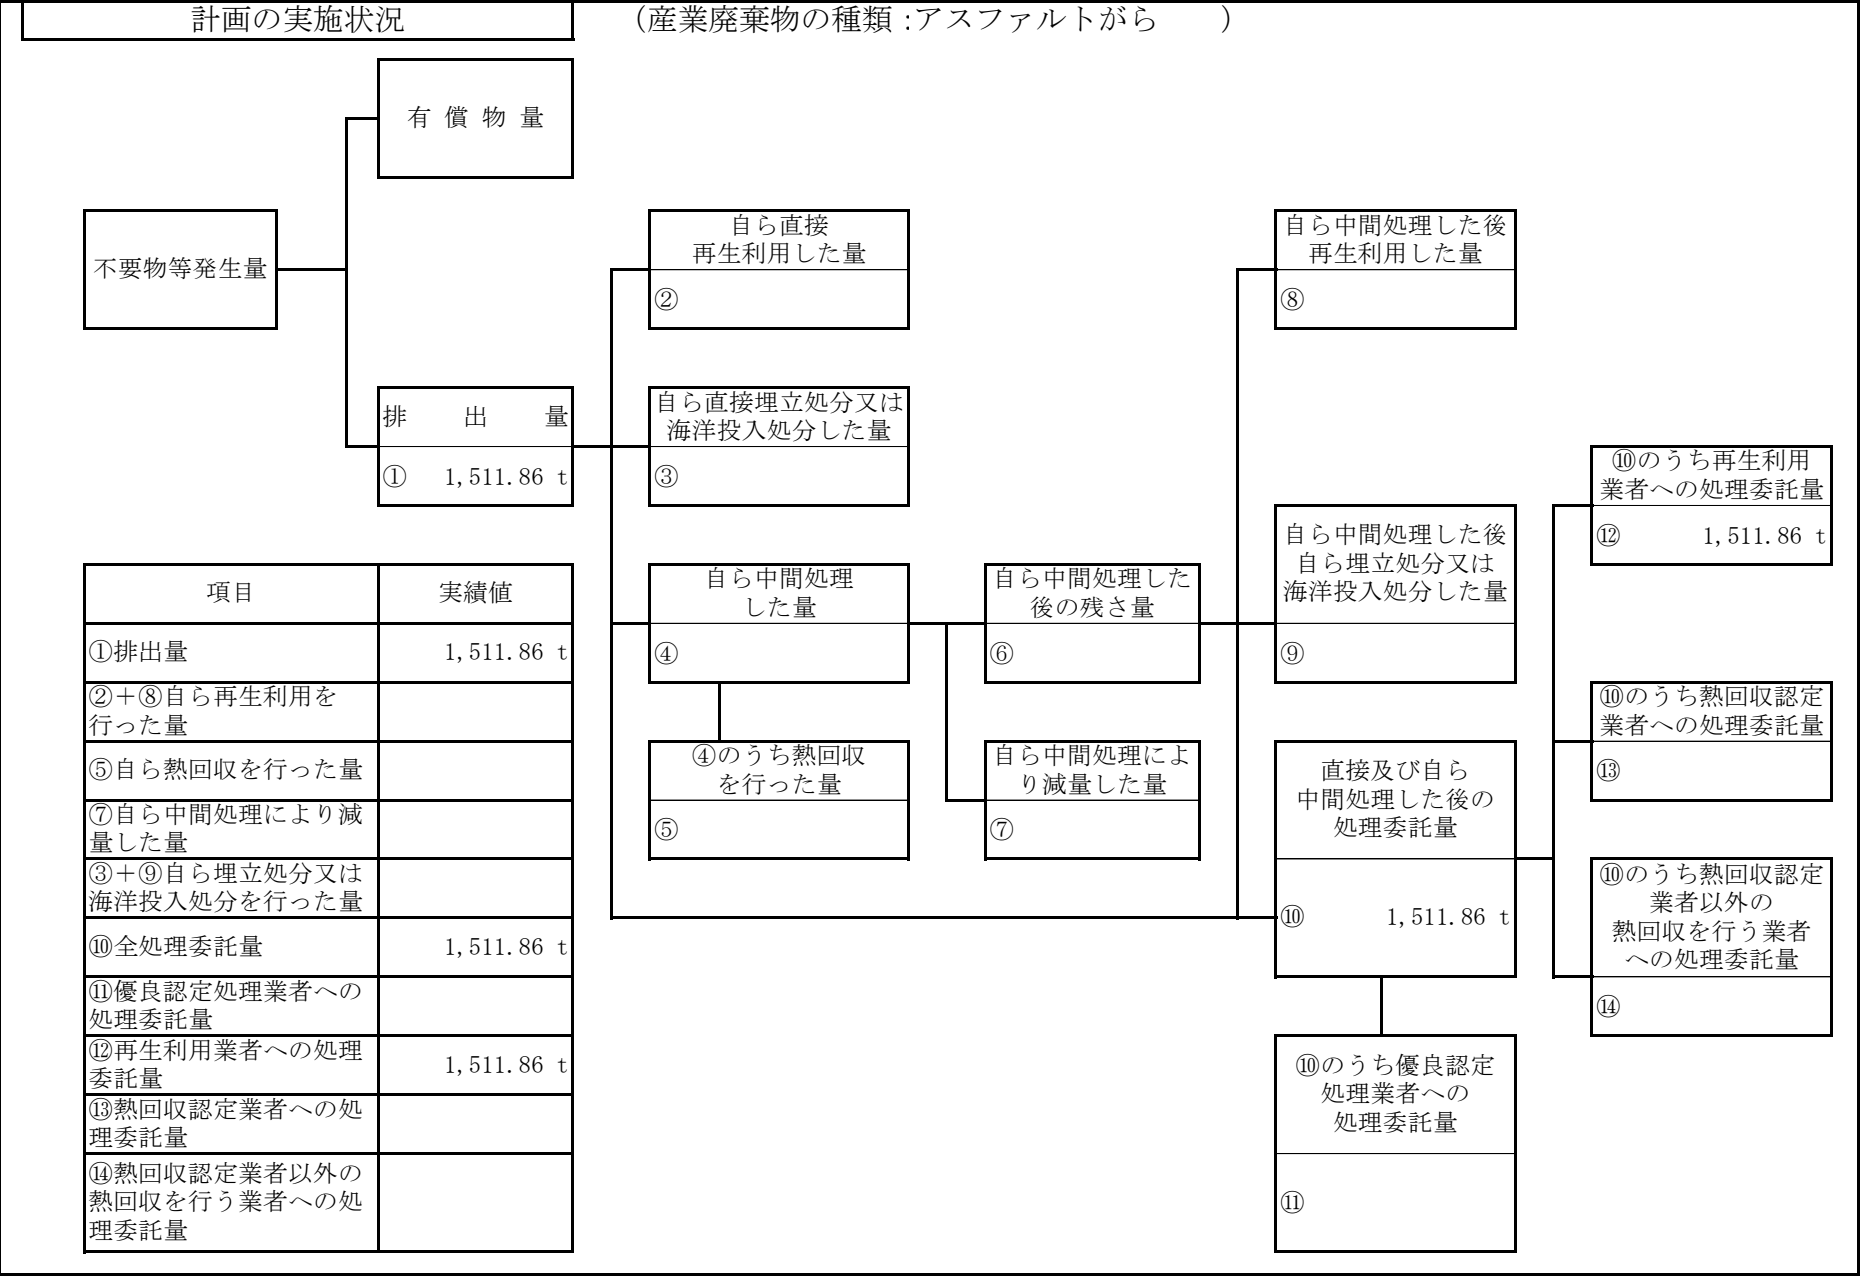 計画の実施状況
（産業廃棄物の種類：アスファルトがら　　）
有償物量
不要物等発生量
自ら直接
再生利用した量
②
自ら中間処理した後
再生利用した量
⑧
排出量
① 1,511.86 t
自ら直接埋立処分又は
海洋投入処分した量
③
⑩のうち再生利用
業者への処理委託量
⑫ 1,511.86 t
自ら中間処理した後
自ら埋立処分又は
海洋投入処分した量
⑨
自ら中間処理
した量
④
自ら中間処理した
後の残さ量
⑥
④のうち熱回収
を行った量
⑤
自ら中間処理によ
り減量した量
⑦
直接及び自ら
中間処理した後の
処理委託量
⑩ 1,511.86 t
⑩のうち熱回収認定
業者への処理委託量
⑬
⑩のうち熱回収認定
業者以外の
熱回収を行う業者
への処理委託量
⑭
⑩のうち優良認定
処理業者への
処理委託量
⑪
項目 実績値
①排出量 1,511.86 t
②＋⑧自ら再生利用を
行った量
⑤自ら熱回収を行った量
⑦自ら中間処理により減
量した量
③＋⑨自ら埋立処分又は
海洋投入処分を行った量
⑩全処理委託量 1,511.86 t
⑪優良認定処理業者への
処理委託量
⑫再生利用業者への処理
委託量 1,511.86 t
⑬熱回収認定業者への処
理委託量
⑭熱回収認定業者以外の
熱回収を行う業者への処
理委託量